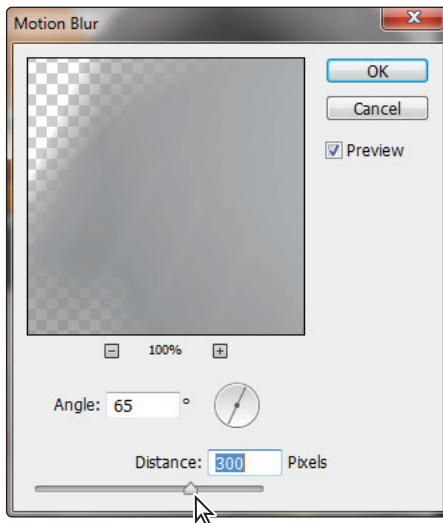 Motion Blur
OK
Cancel
Preview
100%
Angle: 65 °
Distance: 300 Pixels